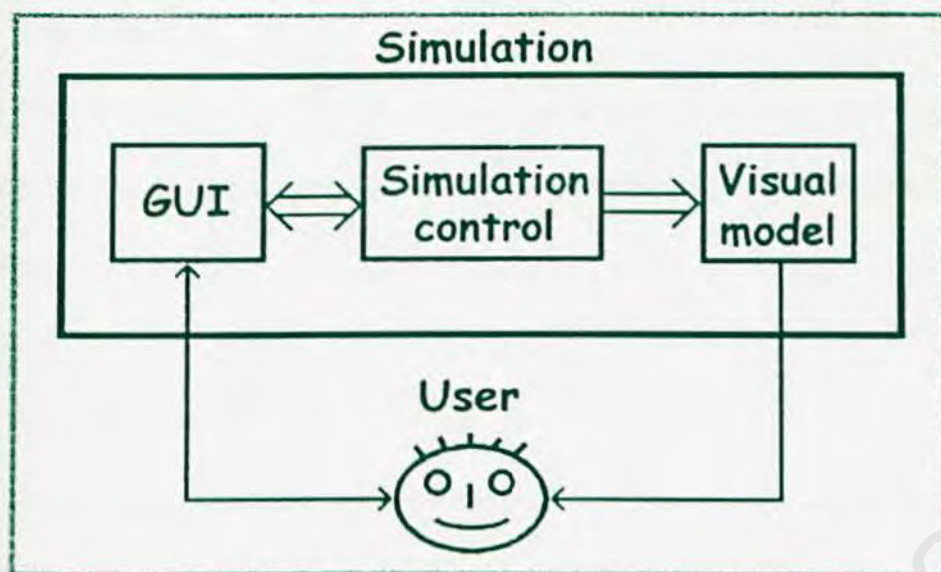 Simulation
GUI
Simulation
control
Visual
model
User